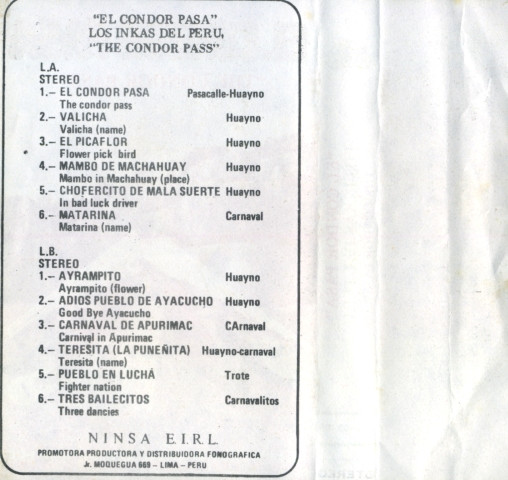 "EL CONDOR PASA"
LOS INKAS DEL PERU,
"THE CONDOR PASS"
L.A.
STEREO
1.– EL CONDOR PASA Pasacalle-Huayno
The condor pass
2.– VALICHA Huayno
Valicha (name)
3.– EL PICAFLOR Huayno
Flower pick bird
4.– MAMBO DE MACHAHUAY Huayno
Mambo in Machahuay (place)
5.– CHOFERCITO DE MALA SUERTE Huayno
In bad luck driver
6.– MATARINA Carnaval
Matarina (name)
L.B.
STEREO
1.– AYRAMPITO Huayno
Ayrampito (flower)
2.– ADIOS PUEBLO DE AYACUCHO Huayno
Good Bye Ayacucho
3.– CARNAVAL DE APURIMAC CArnaval
Carnival in Apurimac
4.– TERESITA (LA PUNEÑITA) Huayno-carnaval
Teresita (name)
5.– PUEBLO EN LUCHÁ Trote
Fighter nation
6.– TRES BAILECITOS Carnavalitos
Three dancies
NINSA E.I.R.L.
PROMOTORA PRODUCTORA Y DISTRIBUIDORA FONOGRAFICA
Jr. MOQUEGUA 669 – LIMA – PERU